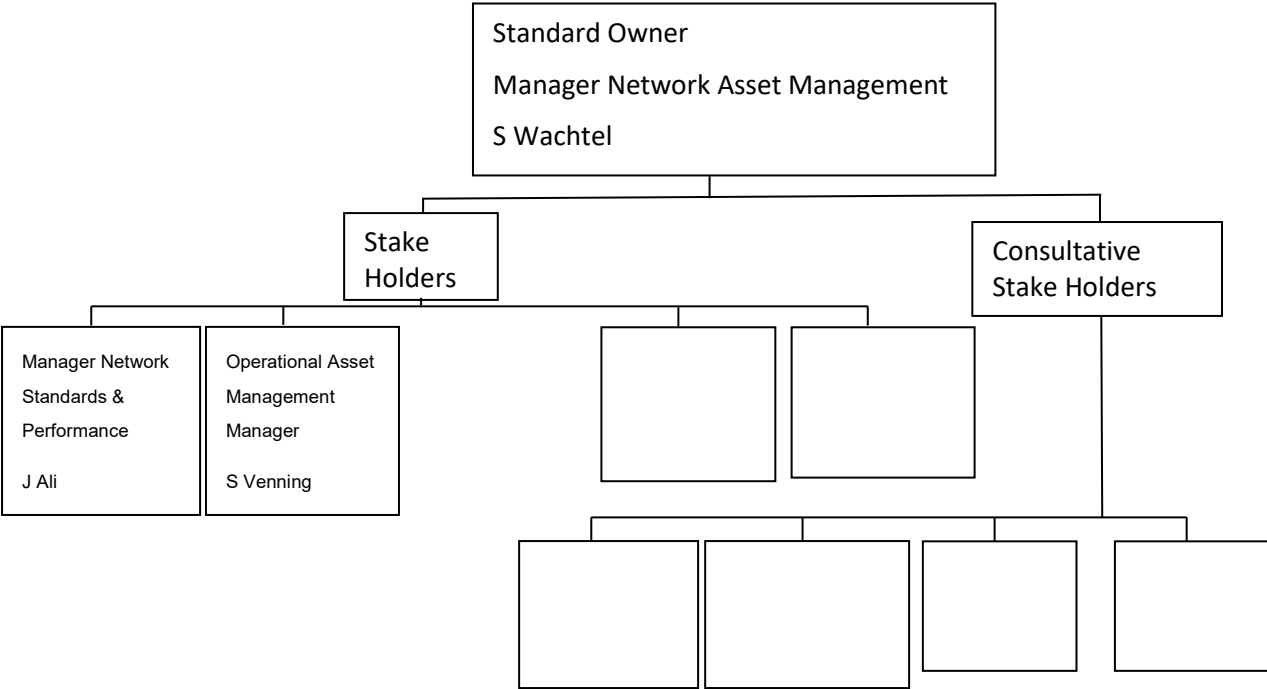 Standard Owner
Manager Network Asset Management
S Wachtel
Stake
Holders
Consultative
Stake Holders
Manager Network
Standards &
Performance
J Ali
Operational Asset
Management
Manager
S Venning